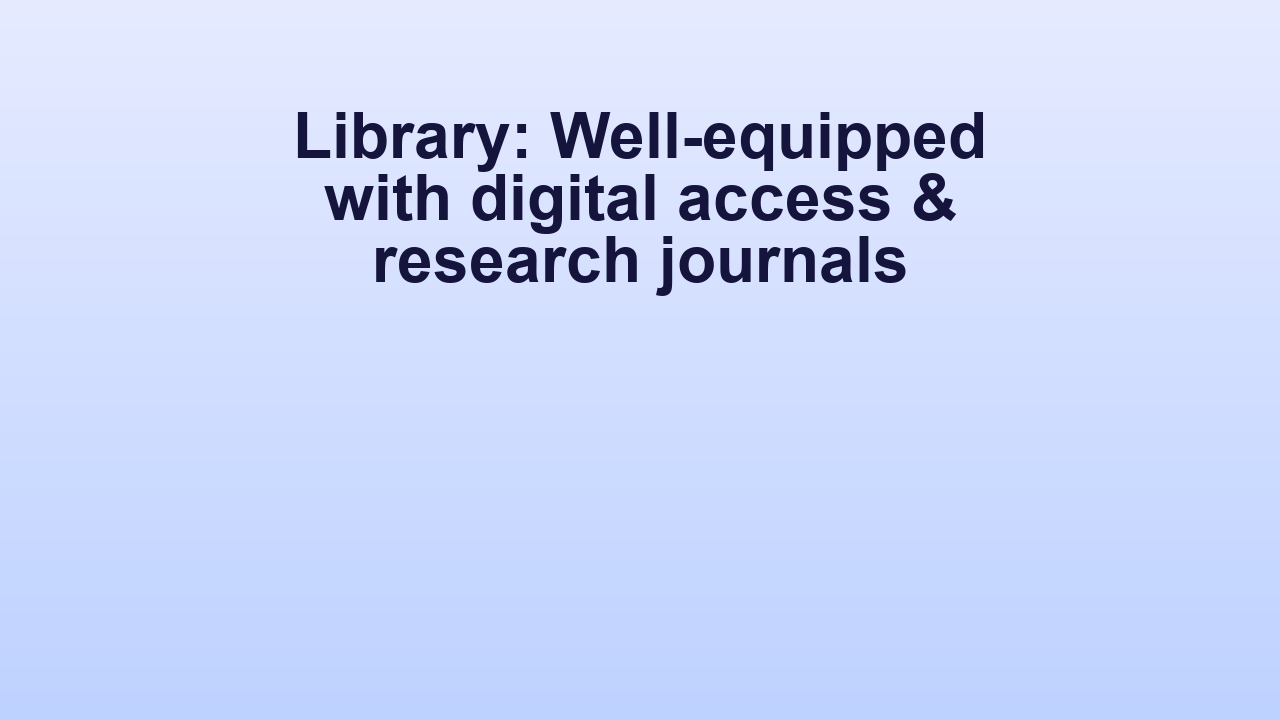 Library: Well-equipped
with digital access &
research journals